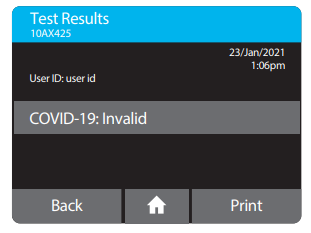 Test Results
10AX425
23/Jan/2021
1:06pm
User ID: user id
COVID-19: Invalid
Back
Print